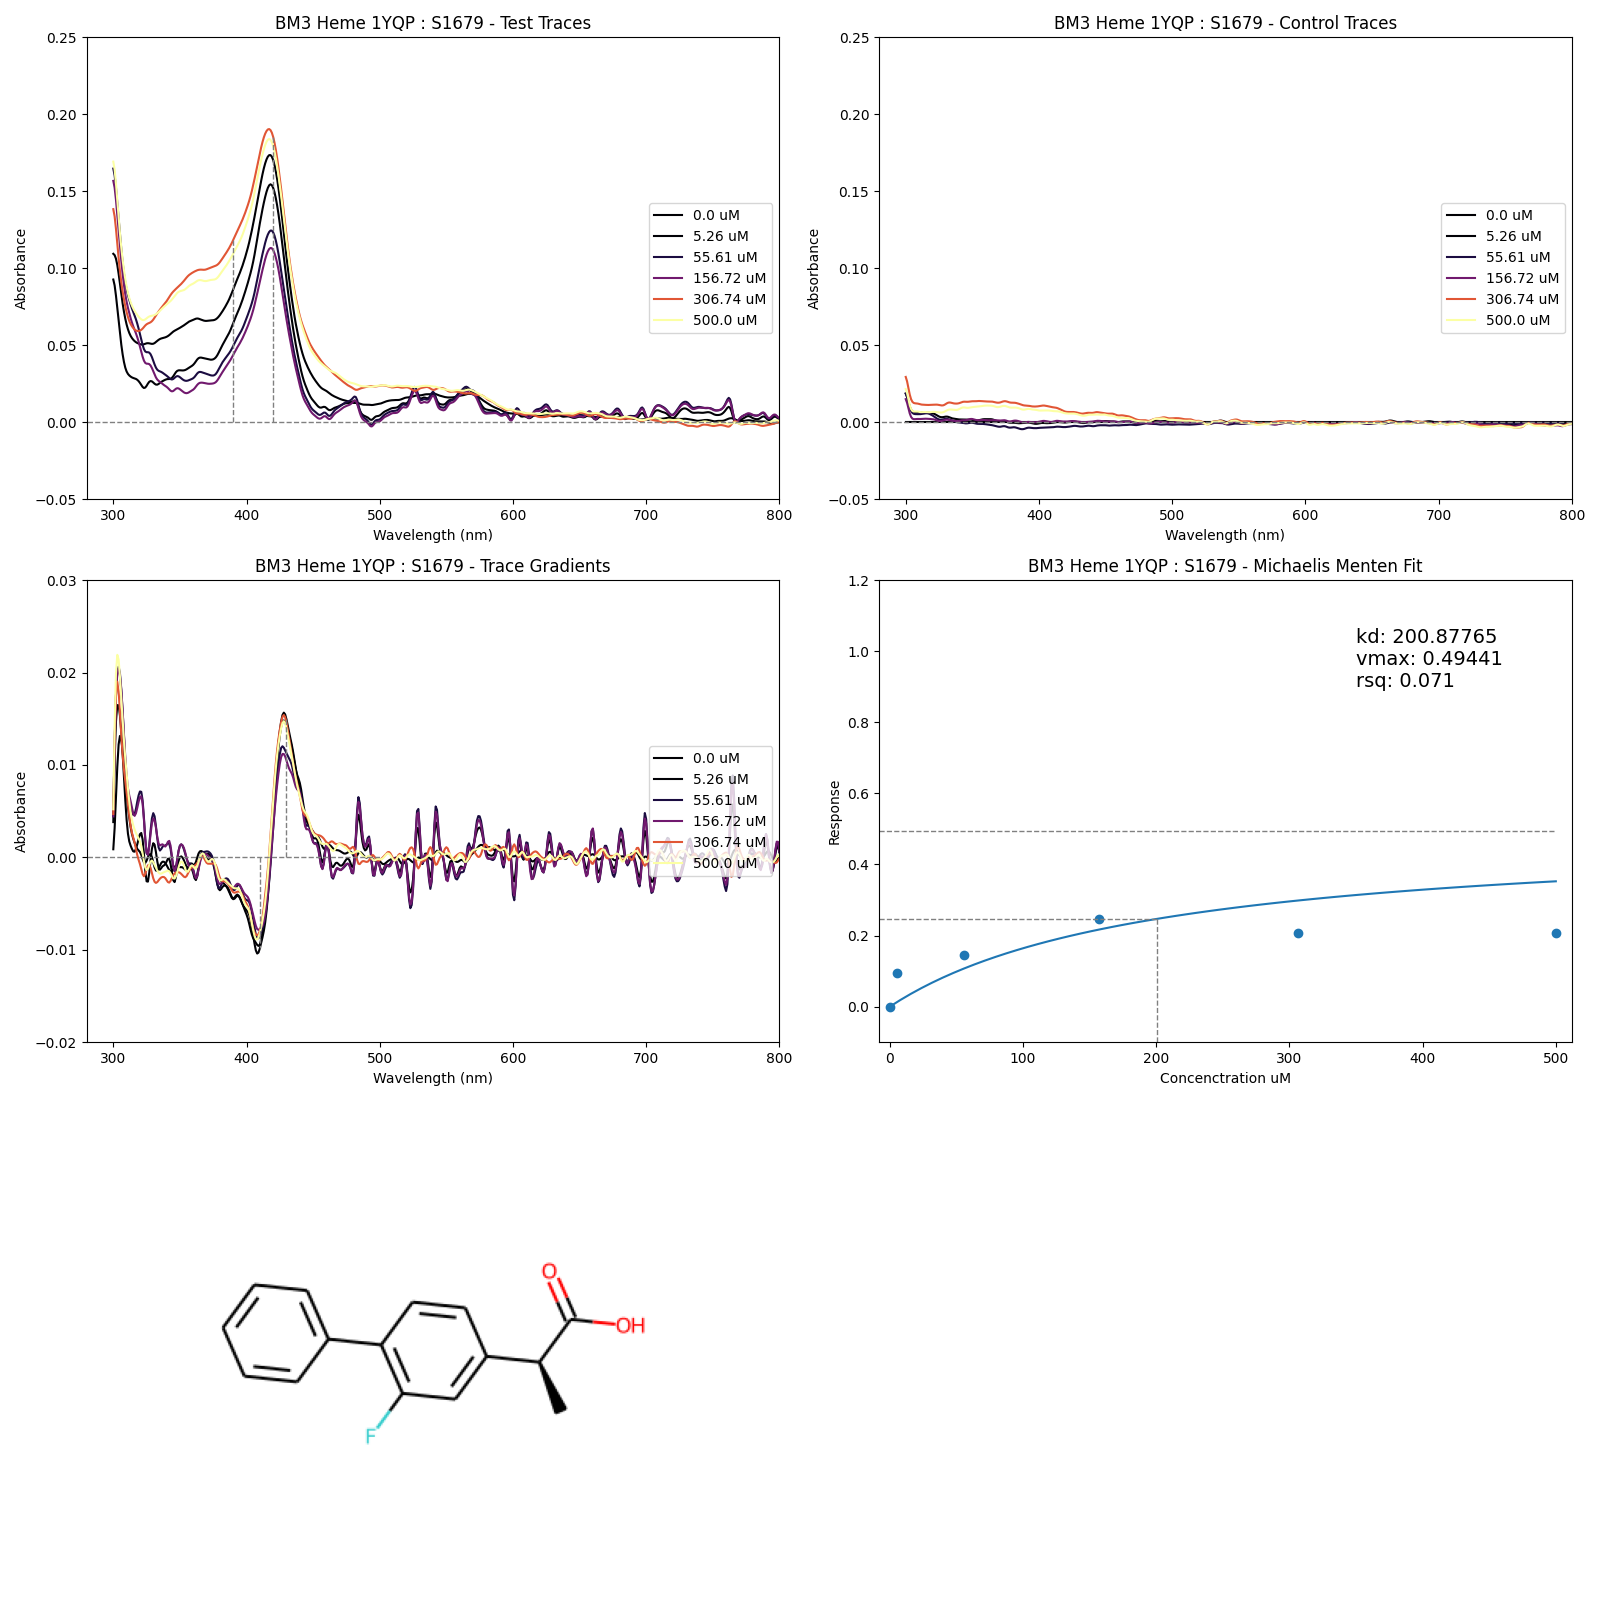 BM3 Heme 1YQP : S1679 - Test Traces
0.25
0.20
0.15
0.10
0.05
0.00
−0.05
Absorbance
300 400 500 600 700 800
Wavelength (nm)
0.0 uM
5.26 uM
55.61 uM
156.72 uM
306.74 uM
500.0 uM
BM3 Heme 1YQP : S1679 - Control Traces
0.25
0.20
0.15
0.10
0.05
0.00
−0.05
Absorbance
300 400 500 600 700 800
Wavelength (nm)
0.0 uM
5.26 uM
55.61 uM
156.72 uM
306.74 uM
500.0 uM
BM3 Heme 1YQP : S1679 - Trace Gradients
0.03
0.02
0.01
0.00
−0.01
−0.02
Absorbance
300 400 500 600 700 800
Wavelength (nm)
0.0 uM
5.26 uM
55.61 uM
156.72 uM
306.74 uM
500.0 uM
BM3 Heme 1YQP : S1679 - Michaelis Menten Fit
1.2
1.0
0.8
0.6
0.4
0.2
0.0
Response
kd: 200.87765
vmax: 0.49441
rsq: 0.071
0 100 200 300 400 500
Concenctration uM
O
OH
F